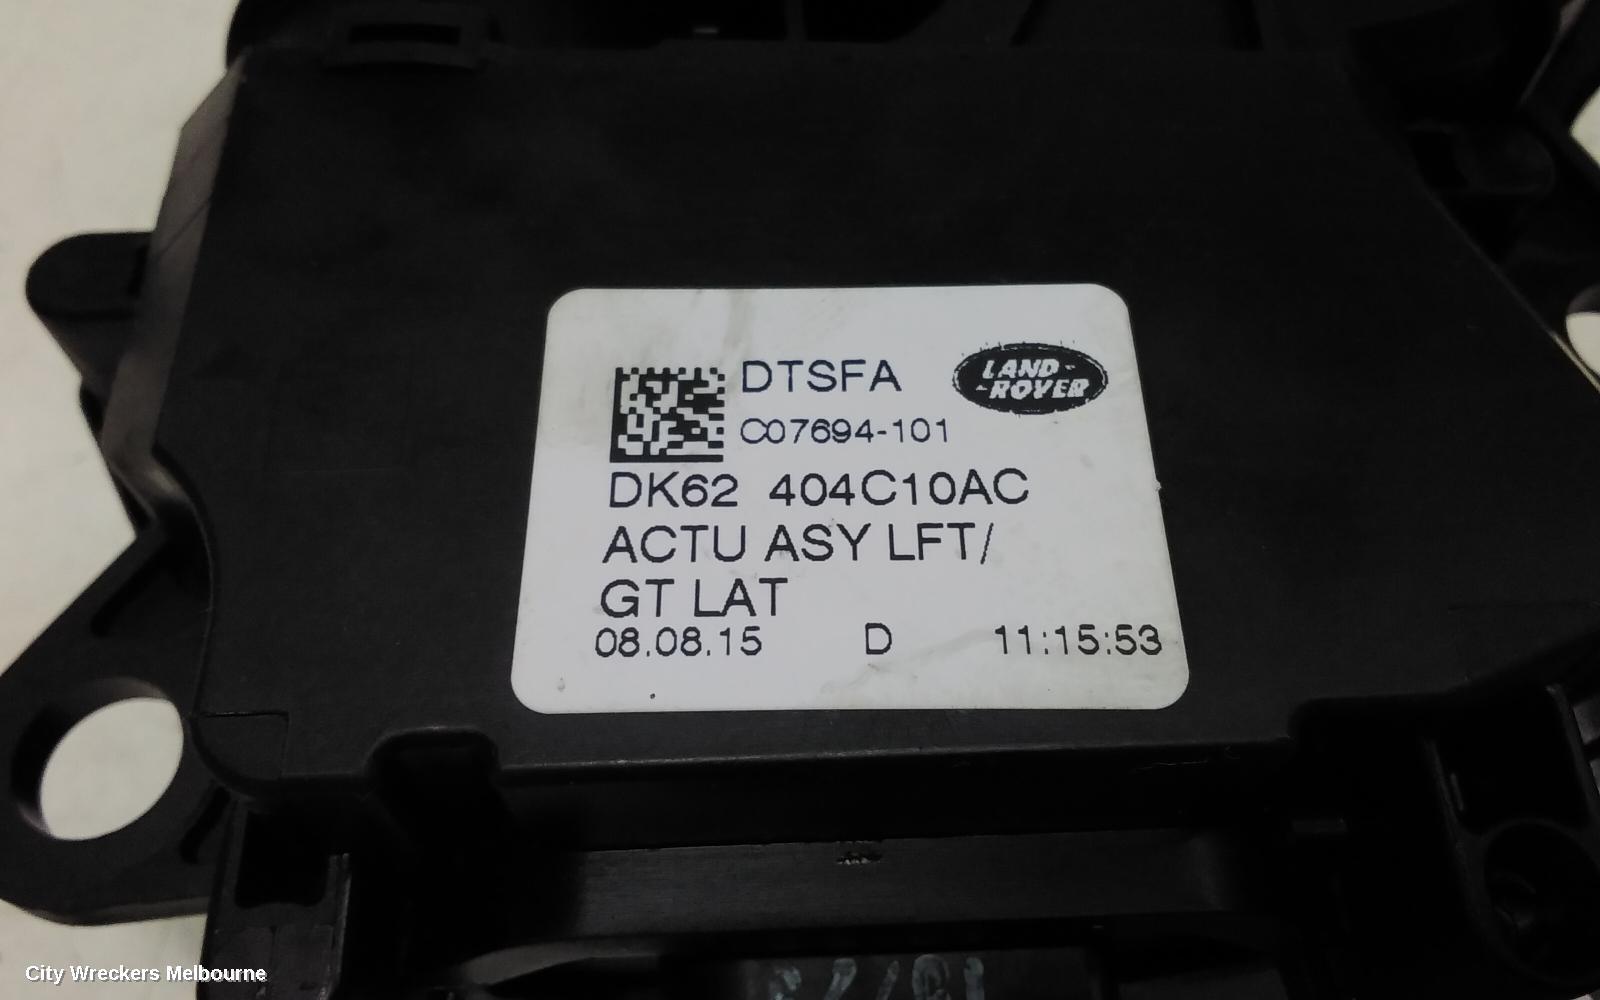 DTSFA
LAND-
-ROVER
C07694-101
DK62 404C10AC
ACTU ASY LFT/
GT LAT
08.08.15 D 11:15:53
City Wreckers Melbourne